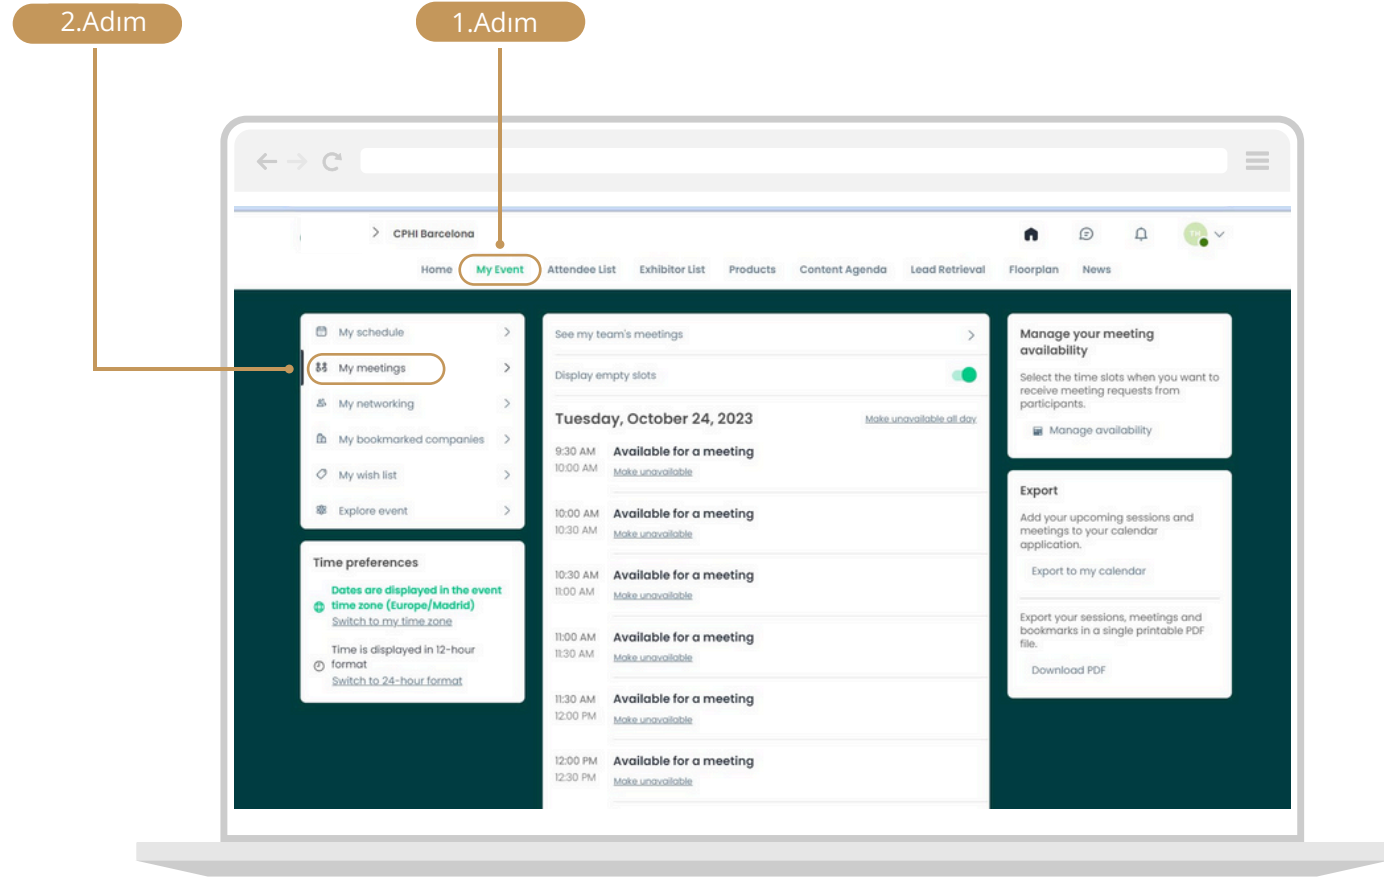 2.Adım
1.Adım
CPHI Barcelona
TH
Home My Event Attendee List Exhibitor List Products Content Agenda Lead Retrieval Floorplan News
My schedule
My meetings
My networking
My bookmarked companies
My wish list
Explore event
Time preferences
Dates are displayed in the event
time zone (Europe/Madrid)
Switch to my time zone
Time is displayed in 12-hour
format
Switch to 24-hour format
See my team's meetings
Display empty slots
Tuesday, October 24, 2023 Make unavailable all day
9:30 AM Available for a meeting
10:00 AM Make unavailable
10:00 AM Available for a meeting
10:30 AM Make unavailable
10:30 AM Available for a meeting
11:00 AM Make unavailable
11:00 AM Available for a meeting
11:30 AM Make unavailable
11:30 AM Available for a meeting
12:00 PM Make unavailable
12:00 PM Available for a meeting
12:30 PM Make unavailable
Manage your meeting
availability
Select the time slots when you want to
receive meeting requests from
participants.
Manage availability
Export
Add your upcoming sessions and
meetings to your calendar
application.
Export to my calendar
Export your sessions, meetings and
bookmarks in a single printable PDF
file.
Download PDF